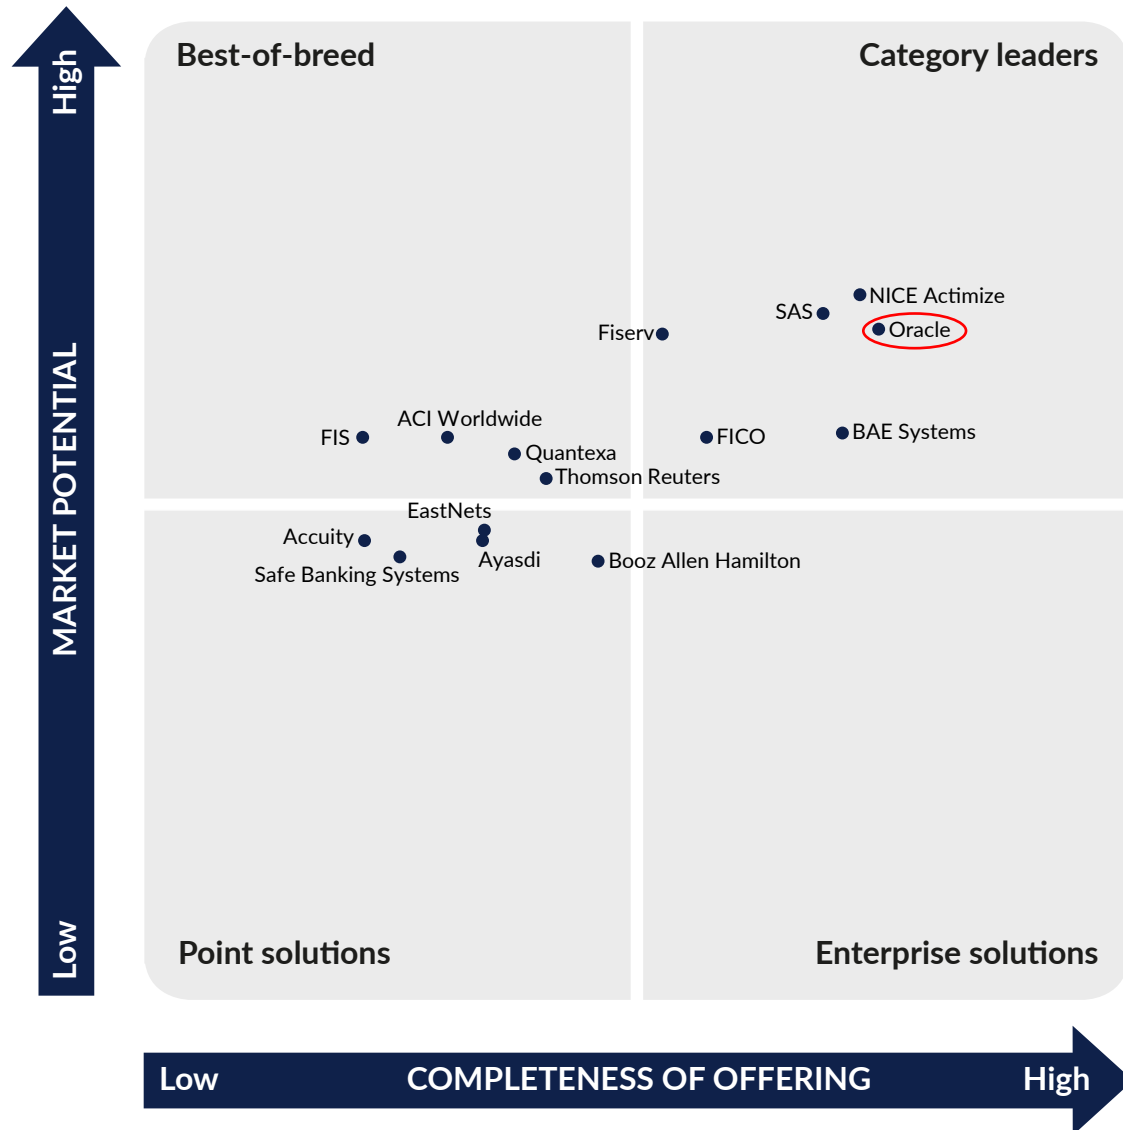 High
MARKET POTENTIAL
Low
Best-of-breed
Category leaders
NICE Actimize
SAS
Oracle
Fiserv
ACI Worldwide
FIS
FICO
BAE Systems
Quantexa
Thomson Reuters
EastNets
Accuity
Ayasdi
Safe Banking Systems
Booz Allen Hamilton
Point solutions
Enterprise solutions
Low
COMPLETENESS OF OFFERING
High